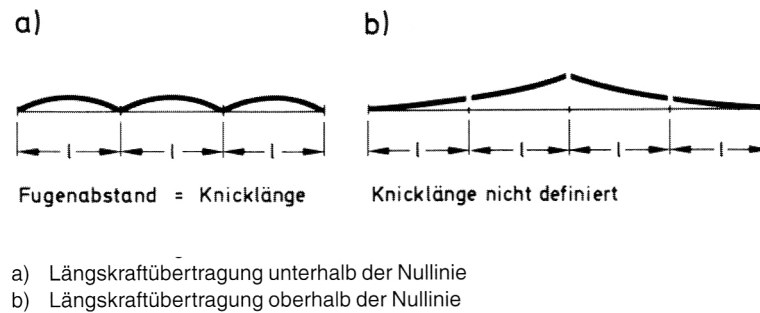 a)
b)
l l l
l l l l
Fugenabstand = Knicklänge
Knicklänge nicht definiert
a) Längskraftübertragung unterhalb der Nullinie
b) Längskraftübertragung oberhalb der Nullinie